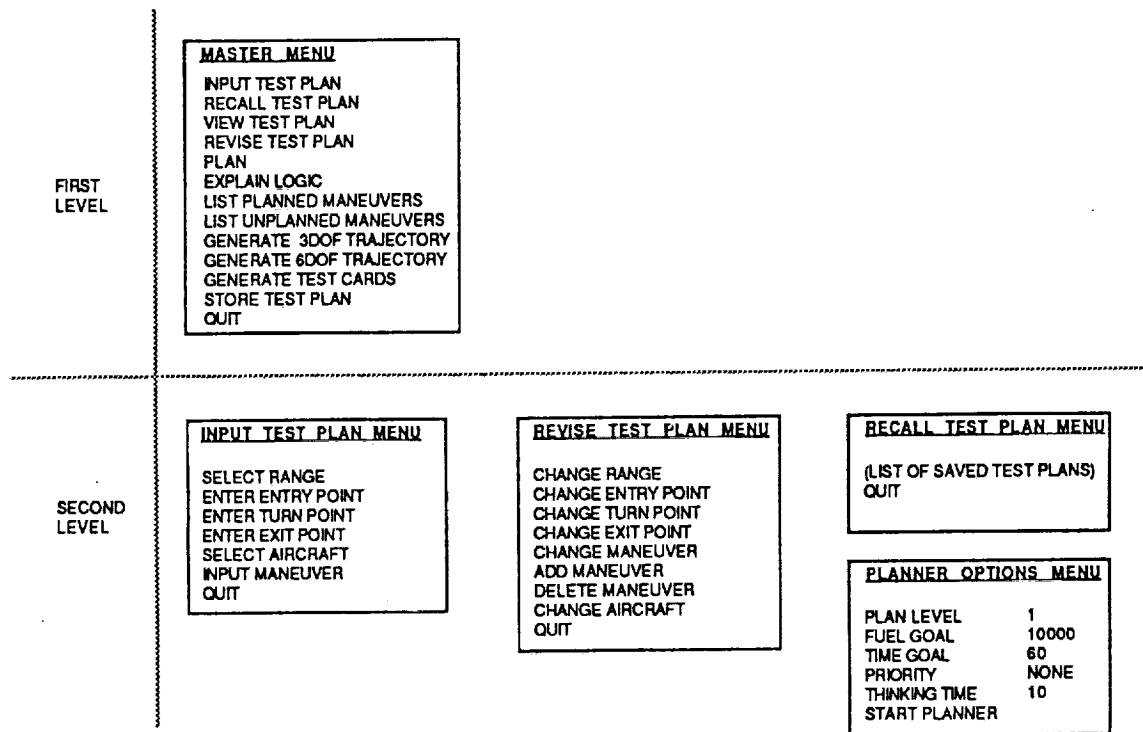 FIRST
LEVEL
MASTER MENU
INPUT TEST PLAN
RECALL TEST PLAN
VIEW TEST PLAN
REVISE TEST PLAN
PLAN
EXPLAIN LOGIC
LIST PLANNED MANEUVERS
LIST UNPLANNED MANEUVERS
GENERATE 3DOF TRAJECTORY
GENERATE 6DOF TRAJECTORY
GENERATE TEST CARDS
STORE TEST PLAN
QUIT
SECOND
LEVEL
INPUT TEST PLAN MENU
SELECT RANGE
ENTER ENTRY POINT
ENTER TURN POINT
ENTER EXIT POINT
SELECT AIRCRAFT
INPUT MANEUVER
QUIT
REVISE TEST PLAN MENU
CHANGE RANGE
CHANGE ENTRY POINT
CHANGE TURN POINT
CHANGE EXIT POINT
CHANGE MANEUVER
ADD MANEUVER
DELETE MANEUVER
CHANGE AIRCRAFT
QUIT
RECALL TEST PLAN MENU
(LIST OF SAVED TEST PLANS)
QUIT
PLANNER OPTIONS MENU
PLAN LEVEL 1
FUEL GOAL 10000
TIME GOAL 60
PRIORITY NONE
THINKING TIME 10
START PLANNER